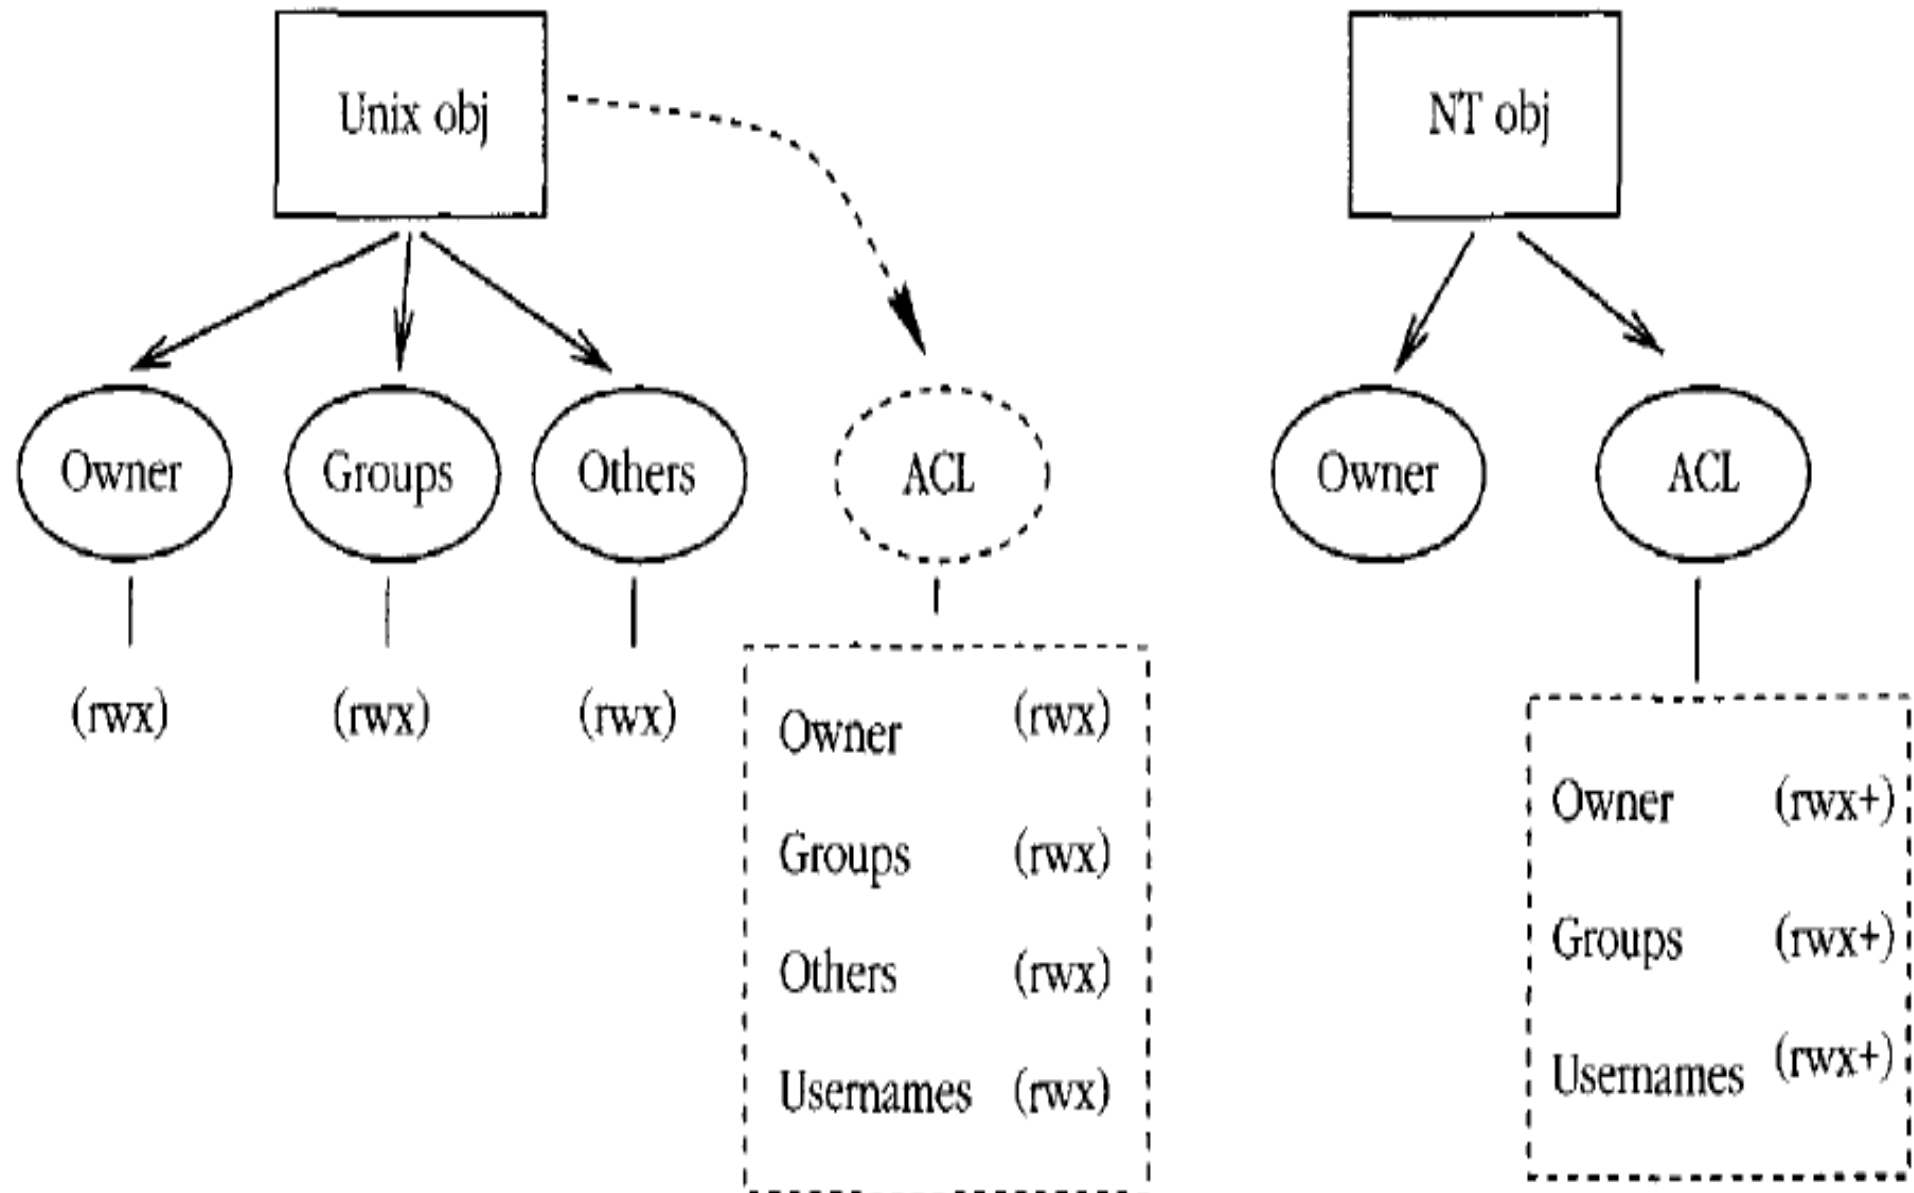 Unix obj
NT obj
Owner
Groups
Others
ACL
Owner
ACL
(rwx)
(rwx)
(rwx)
Owner (rwx)
Groups (rwx)
Others (rwx)
Usernames (rwx)
Owner (rwx+)
Groups (rwx+)
Usernames (rwx+)